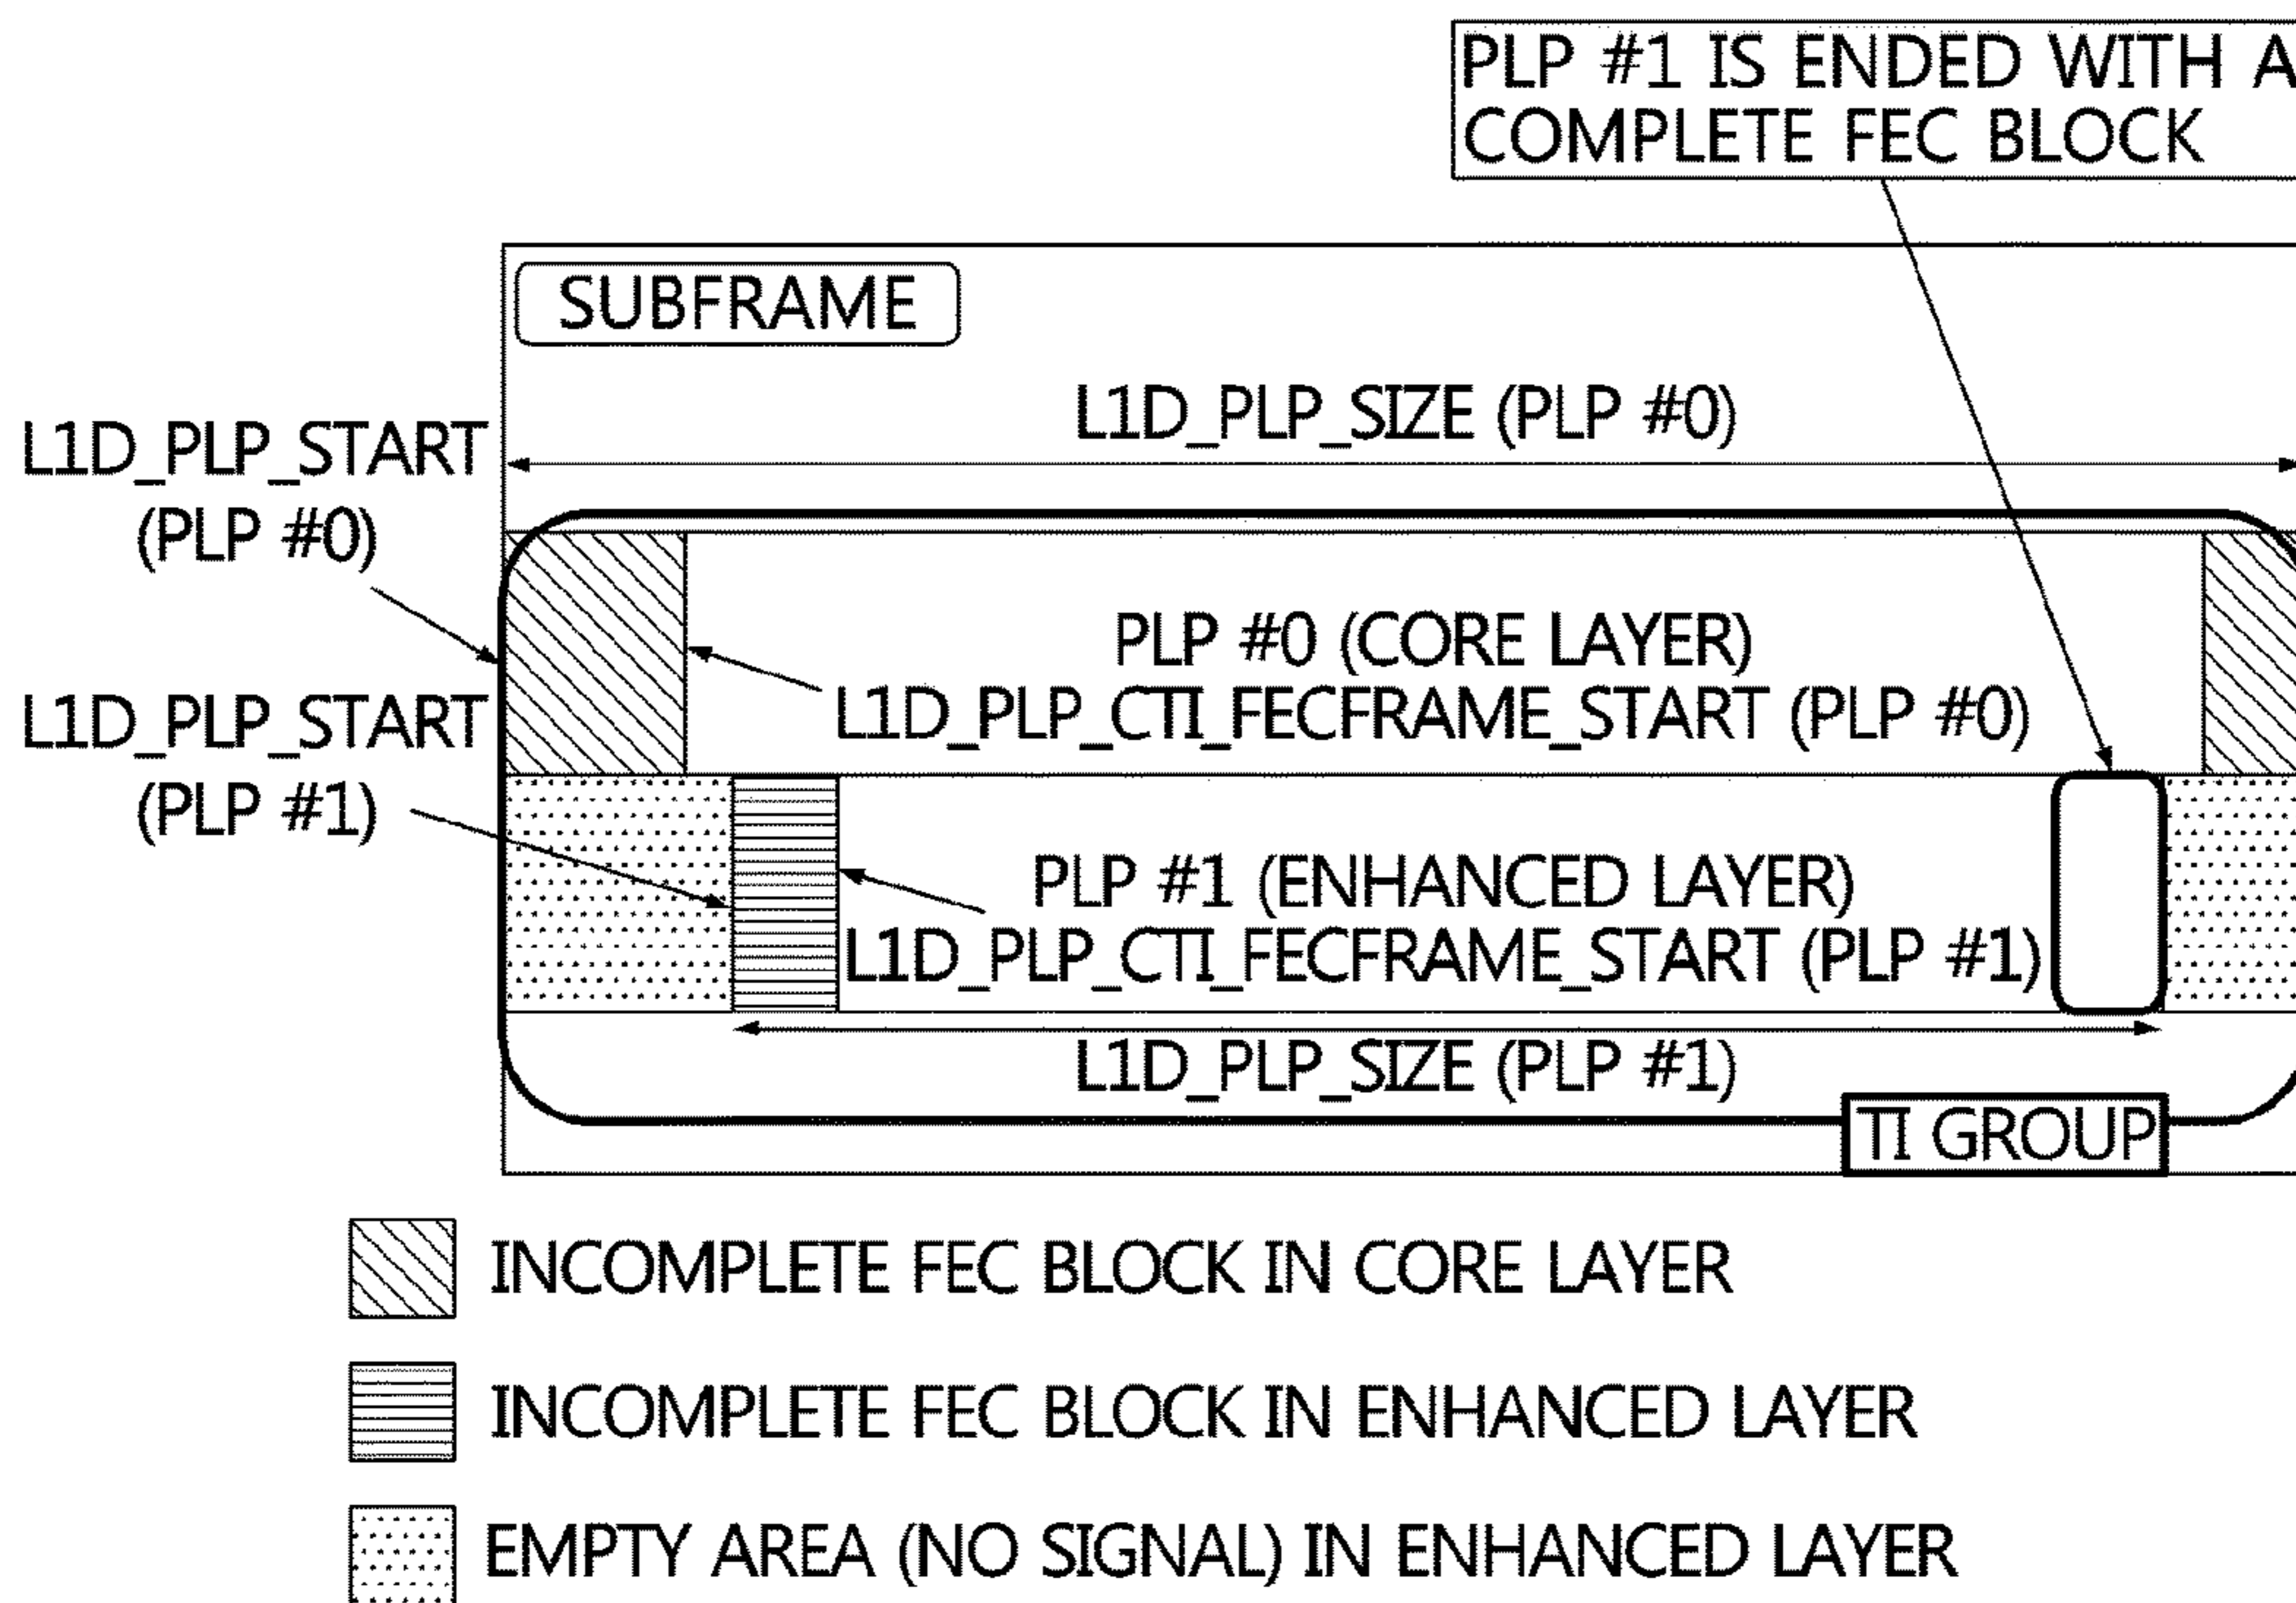 PLP #1 IS ENDED WITH A
COMPLETE FEC BLOCK
SUBFRAME
L1D_PLP_SIZE (PLP #0)
L1D_PLP_START
(PLP #0)
PLP #0 (CORE LAYER)
L1D_PLP_CTI_FECFRAME_START (PLP #0)
L1D_PLP_START
(PLP #1)
PLP #1 (ENHANCED LAYER)
L1D_PLP_CTI_FECFRAME_START (PLP #1)
L1D_PLP_SIZE (PLP #1)
TI GROUP
INCOMPLETE FEC BLOCK IN CORE LAYER
INCOMPLETE FEC BLOCK IN ENHANCED LAYER
EMPTY AREA (NO SIGNAL) IN ENHANCED LAYER